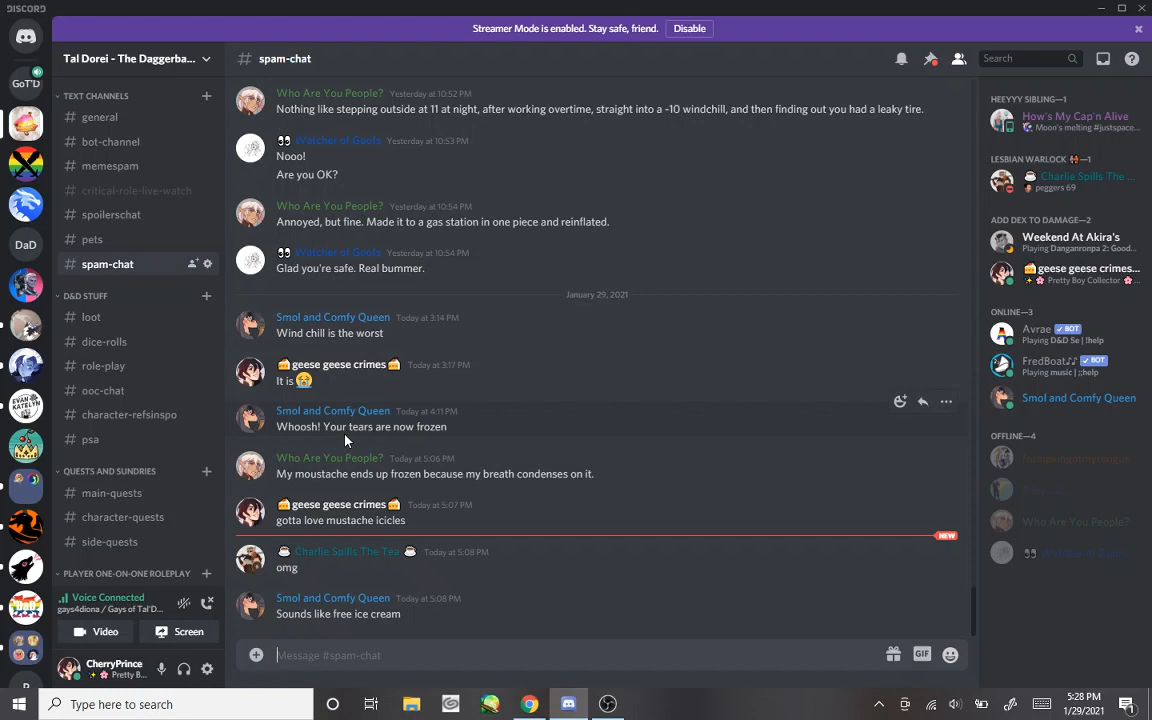 DISCORD
Streamer Mode is enabled. Stay safe, friend. Disable
Tal Dorei - The Daggerba...
# spam-chat
Search
TEXT CHANNELS
# general
# bot-channel
# memespam
# critical-role-live-watch
# spoilerschat
# pets
# spam-chat
D&D STUFF
# loot
# dice-rolls
# role-play
# ooc-chat
# character-refsinspo
# psa
QUESTS AND SUNDRIES
# main-quests
# character-quests
# side-quests
PLAYER ONE-ON-ONE ROLEPLAY
Voice Connected
gays4diona / Gays of Tal'D...
Video Screen
CherryPrince
Pretty B...
GoT'D
DaD
EVAN
KATELYN
DaD
Who Are You People? Yesterday at 10:52 PM
Nothing like stepping outside at 11 at night, after working overtime, straight into a -10 windchill, and then finding out you had a leaky tire.
👀 Watcher of Goofs Yesterday at 10:53 PM
Nooo!
Are you OK?
Who Are You People? Yesterday at 10:54 PM
Annoyed, but fine. Made it to a gas station in one piece and reinflated.
👀 Watcher of Goofs Yesterday at 10:54 PM
Glad you're safe. Real bummer.
January 29, 2021
Smol and Comfy Queen Today at 3:14 PM
Wind chill is the worst
🍰 geese geese crimes 🍰 Today at 3:17 PM
It is 😭
Smol and Comfy Queen Today at 4:11 PM
Whoosh! Your tears are now frozen
Who Are You People? Today at 5:06 PM
My moustache ends up frozen because my breath condenses on it.
🍰 geese geese crimes 🍰 Today at 5:07 PM
gotta love mustache icicles
NEW
☕ Charlie Spills The Tea ☕ Today at 5:08 PM
omg
Smol and Comfy Queen Today at 5:08 PM
Sounds like free ice cream
Message #spam-chat
GIF
HEEYYY SIBLING—1
How's My Cap'n Alive
Moon's melting #justspace...
LESBIAN WARLOCK 👭—1
☕ Charlie Spills The ...
peggers 69
ADD DEX TO DAMAGE—2
Weekend At Akira's
Playing Danganronpa 2: Good...
🍰 geese geese crimes...
✨🌸 Pretty Boy Collector 🌸...
ONLINE—3
Avrae BOT
Playing D&D 5e | !help
FredBoat♪♪ BOT
Playing music | ;;help
Smol and Comfy Queen
OFFLINE—4
Who Are You People?
👀 Watcher of Goofs
Type here to search
5:28 PM
1/29/2021
1